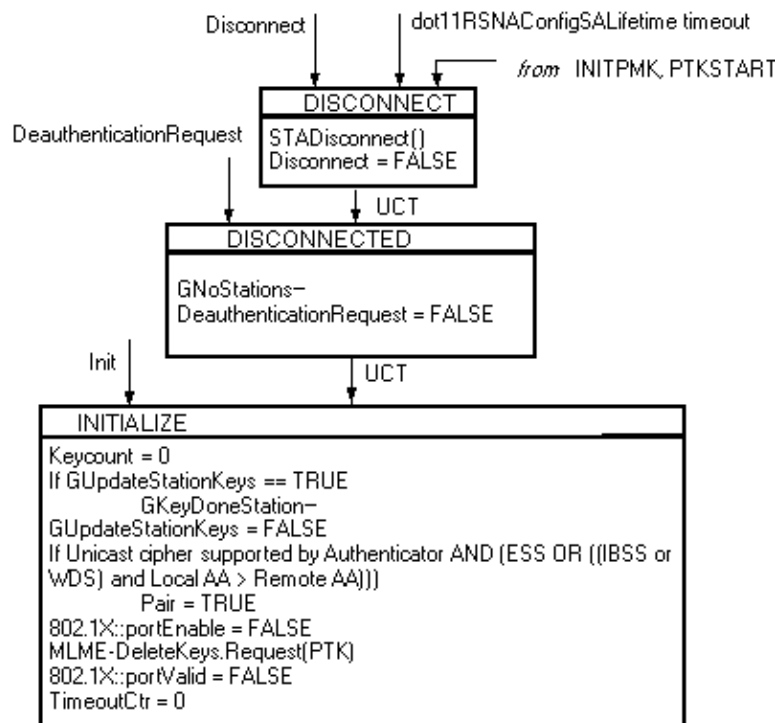 Disconnect
dot11RSNAConfigSALifetime timeout
from INITPMK, PTKSTART
DISCONNECT
DeauthenticationRequest
STADisconnect()
Disconnect = FALSE
UCT
DISCONNECTED
GNoStations–
DeauthenticationRequest = FALSE
Init
UCT
INITIALIZE
Keycount = 0
If GUpdateStationKeys == TRUE
GKeyDoneStation–
GUpdateStationKeys = FALSE
If Unicast cipher supported by Authenticator AND (ESS OR ((IBSS or
WDS) and Local AA > Remote AA)))
Pair = TRUE
802.1X::portEnable = FALSE
MLME-DeleteKeys.Request(PTK)
802.1X::portValid = FALSE
TimeoutCtr = 0